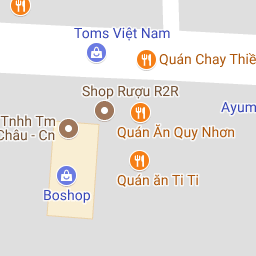 Toms Việt Nam
Quán Chay Thiề
Shop Rượu R2R
Ayum
Tnhh Tm
Châu - Cn
Quán Ăn Quy Nhơn
Quán ăn Ti Ti
Boshop